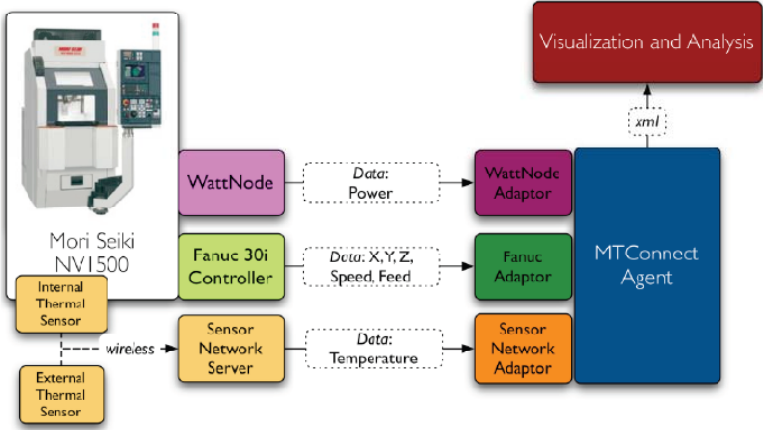 Visualization and Analysis
xml
WattNode
Data:
Power
WattNode
Adaptor
Mori Seiki
NV1500
Fanuc 30i
Controller
Data: X,Y, Z,
Speed, Feed
Fanuc
Adaptor
MTConnect
Agent
Internal
Thermal
Sensor
wireless
Sensor
Network
Server
Data:
Temperature
Sensor
Network
Adaptor
External
Thermal
Sensor